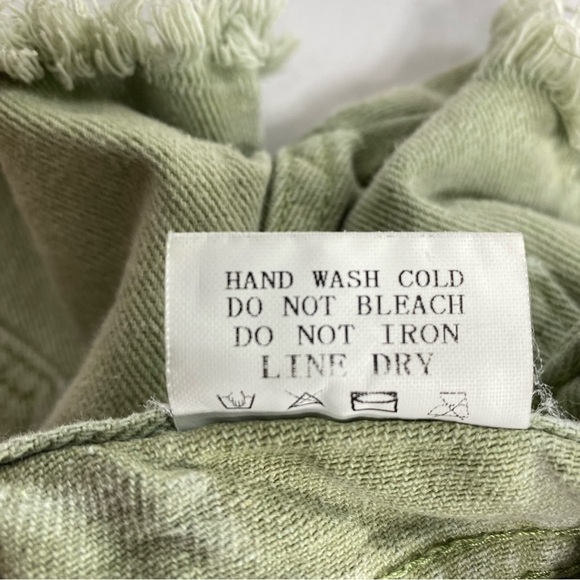 HAND WASH COLD
DO NOT BLEACH
DO NOT IRON
LINE DRY